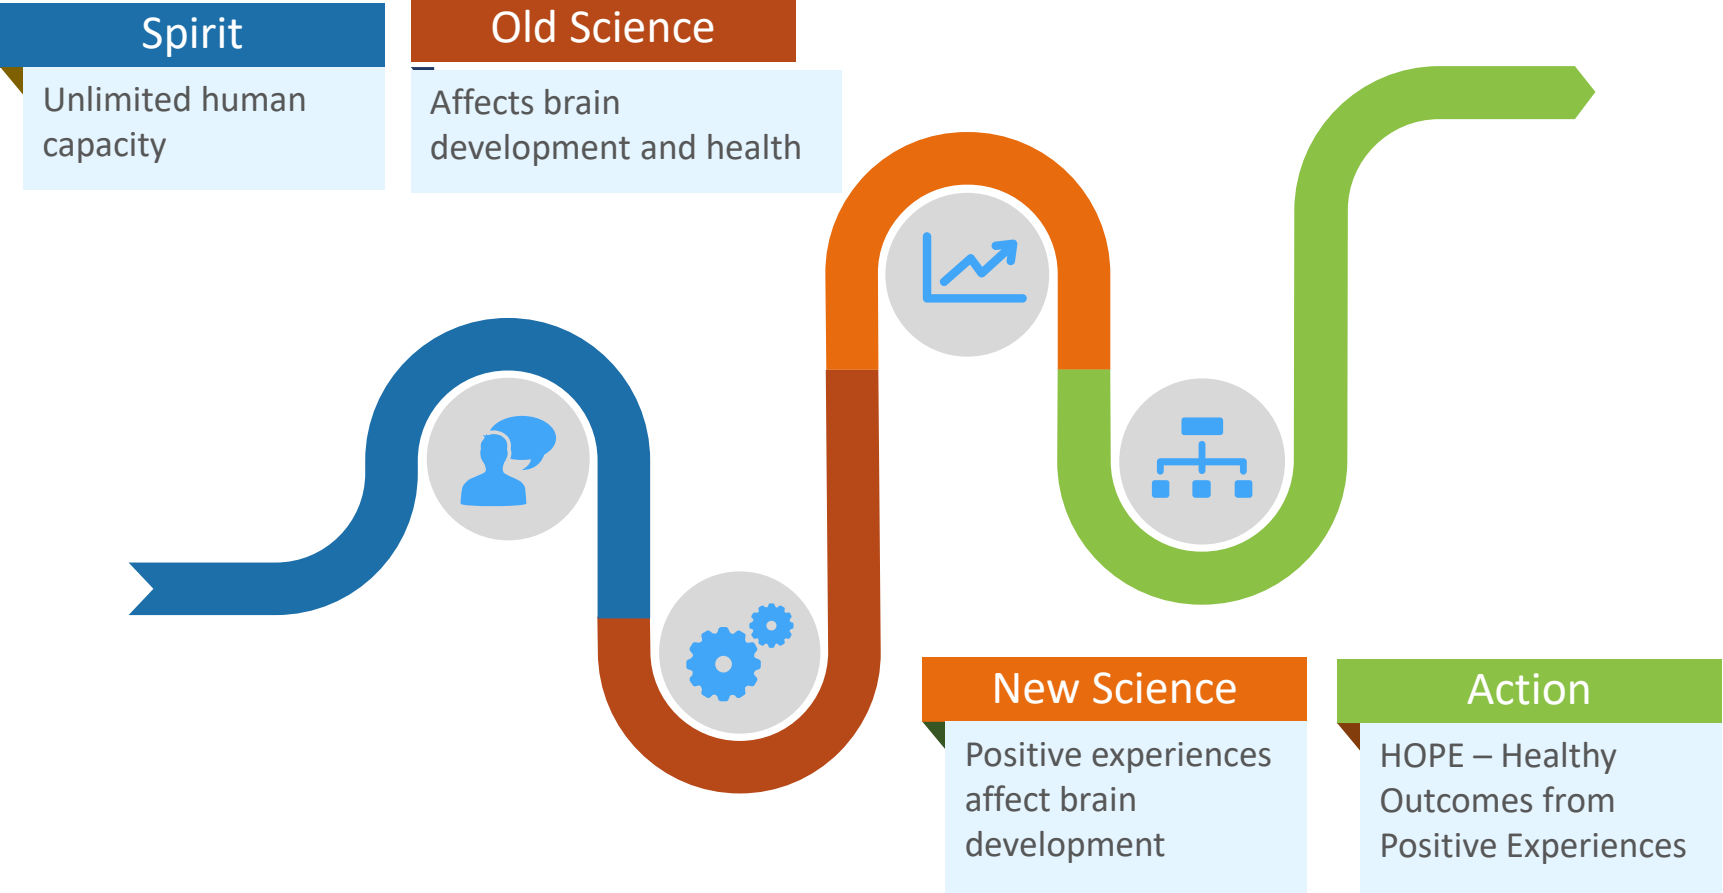 Spirit
Unlimited human
capacity
Old Science
Affects brain
development and health
New Science
Positive experiences
affect brain
development
Action
HOPE – Healthy
Outcomes from
Positive Experiences